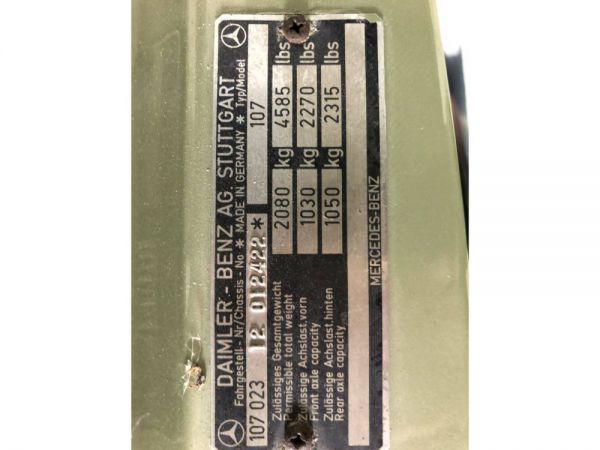 DAIMLER - BENZ AG. STUTTGART
Fahrgestell - Nr/Chassis - No * MADE IN GERMANY * Typ/Model
107 023 12 012422* 107
Zulässiges Gesamtgewicht
Permissible total weight 2080 kg 4585 lbs
Zulässige Achslast.vorn
Front axle capacity 1030 kg 2270 lbs
Zulässige Achslast.hinten
Rear axle capacity 1050 kg 2315 lbs
MERCEDES-BENZ